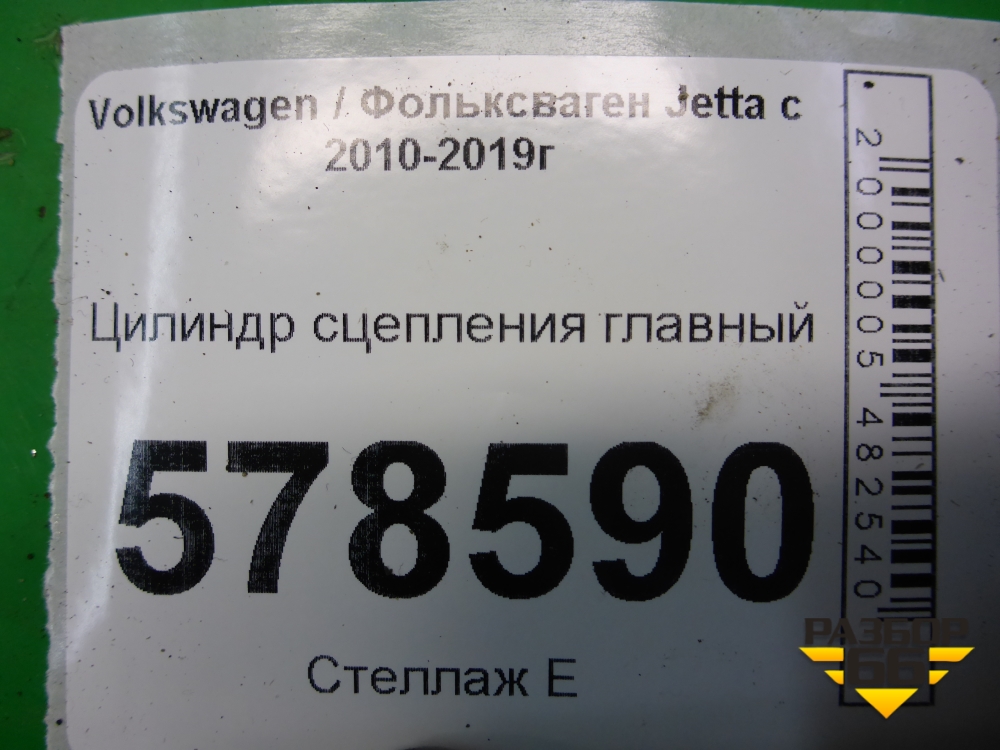 Volkswagen / Фольксваген Jetta с
2010-2019г
Цилиндр сцепления главный
578590
Стеллаж Е
2000005482540
РАЗБОР
66